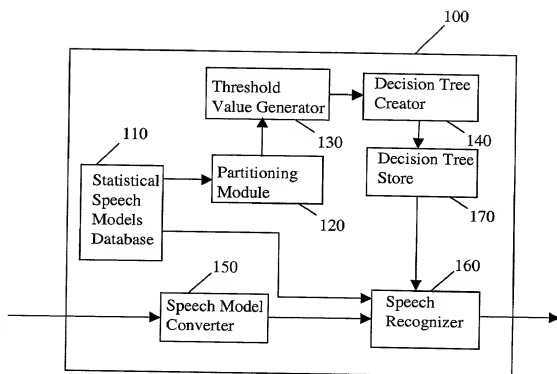 100
Threshold
Value Generator
130
Decision Tree
Creator
140
110
Statistical
Speech
Models
Database
Partitioning
Module
120
Decision Tree
Store
170
150
Speech Model
Converter
160
Speech
Recognizer